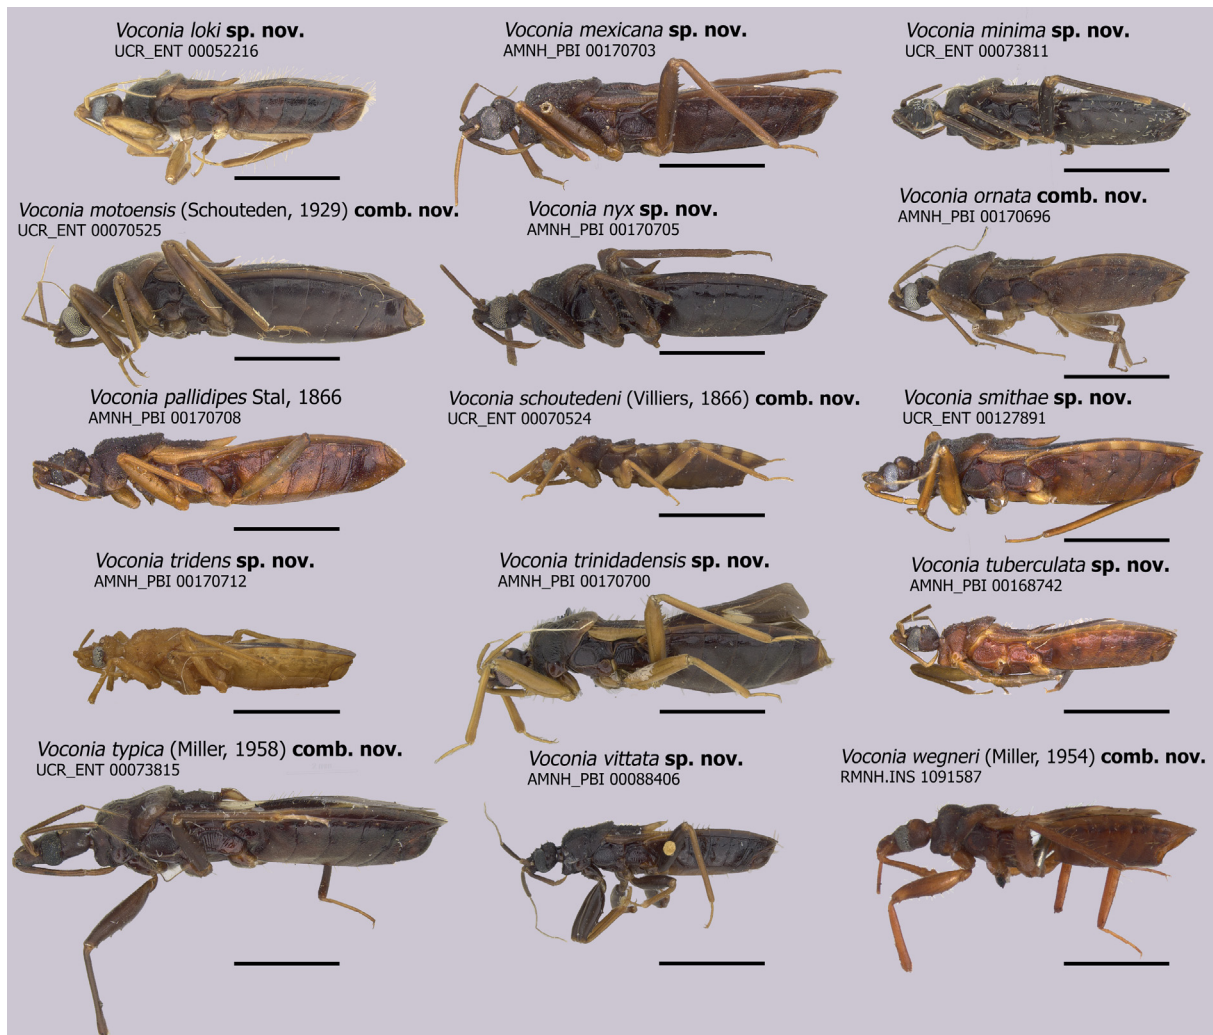 Voconia loki sp. nov.
UCR_ENT 00052216
Voconia mexicana sp. nov.
AMNH_PBI 00170703
Voconia minima sp. nov.
UCR_ENT 00073811
Voconia motoensis (Schouteden, 1929) comb. nov.
UCR_ENT 00070525
Voconia nyx sp. nov.
AMNH_PBI 00170705
Voconia ornata comb. nov.
AMNH_PBI 00170696
Voconia pallidipes Stal, 1866
AMNH_PBI 00170708
Voconia schoutedeni (Villiers, 1866) comb. nov.
UCR_ENT 00070524
Voconia smithae sp. nov.
UCR_ENT 00127891
Voconia tridens sp. nov.
AMNH_PBI 00170712
Voconia trinidadensis sp. nov.
AMNH_PBI 00170700
Voconia tuberculata sp. nov.
AMNH_PBI 00168742
Voconia typica (Miller, 1958) comb. nov.
UCR_ENT 00073815
Voconia vittata sp. nov.
AMNH_PBI 00088406
Voconia wegneri (Miller, 1954) comb. nov.
RMNH.INS 1091587